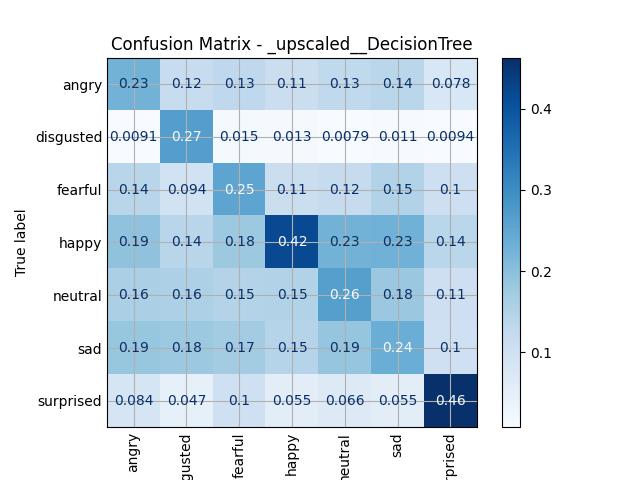 Confusion Matrix - _upscaled__DecisionTree
angry 0.23 0.12 0.13 0.11 0.13 0.14 0.078
disgusted 0.0091 0.27 0.015 0.013 0.0079 0.011 0.0094
fearful 0.14 0.094 0.25 0.11 0.12 0.15 0.1
happy 0.19 0.14 0.18 0.42 0.23 0.23 0.14
neutral 0.16 0.16 0.15 0.15 0.26 0.18 0.11
sad 0.19 0.18 0.17 0.15 0.19 0.24 0.1
surprised 0.084 0.047 0.1 0.055 0.066 0.055 0.46
True label
angry
gusted
fearful
happy
neutral
sad
prised
0.4
0.3
0.2
0.1